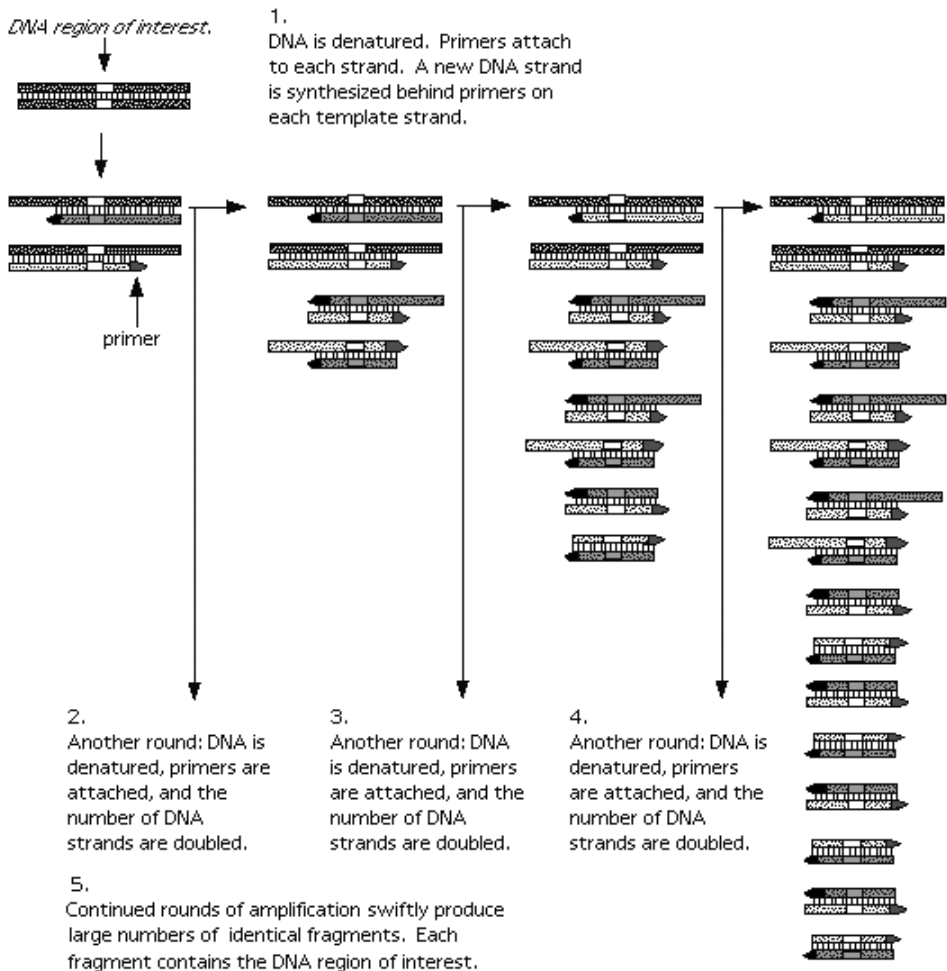 DNA region of interest.
1.
DNA is denatured. Primers attach
to each strand. A new DNA strand
is synthesized behind primers on
each template strand.
primer
2.
Another round: DNA is
denatured, primers are
attached, and the
number of DNA
strands are doubled.
3.
Another round: DNA
is denatured, primers
are attached, and the
number of DNA
strands are doubled.
4.
Another round: DNA is
denatured, primers
are attached, and the
number of DNA
strands are doubled.
5.
Continued rounds of amplification swiftly produce
large numbers of identical fragments. Each
fragment contains the DNA region of interest.